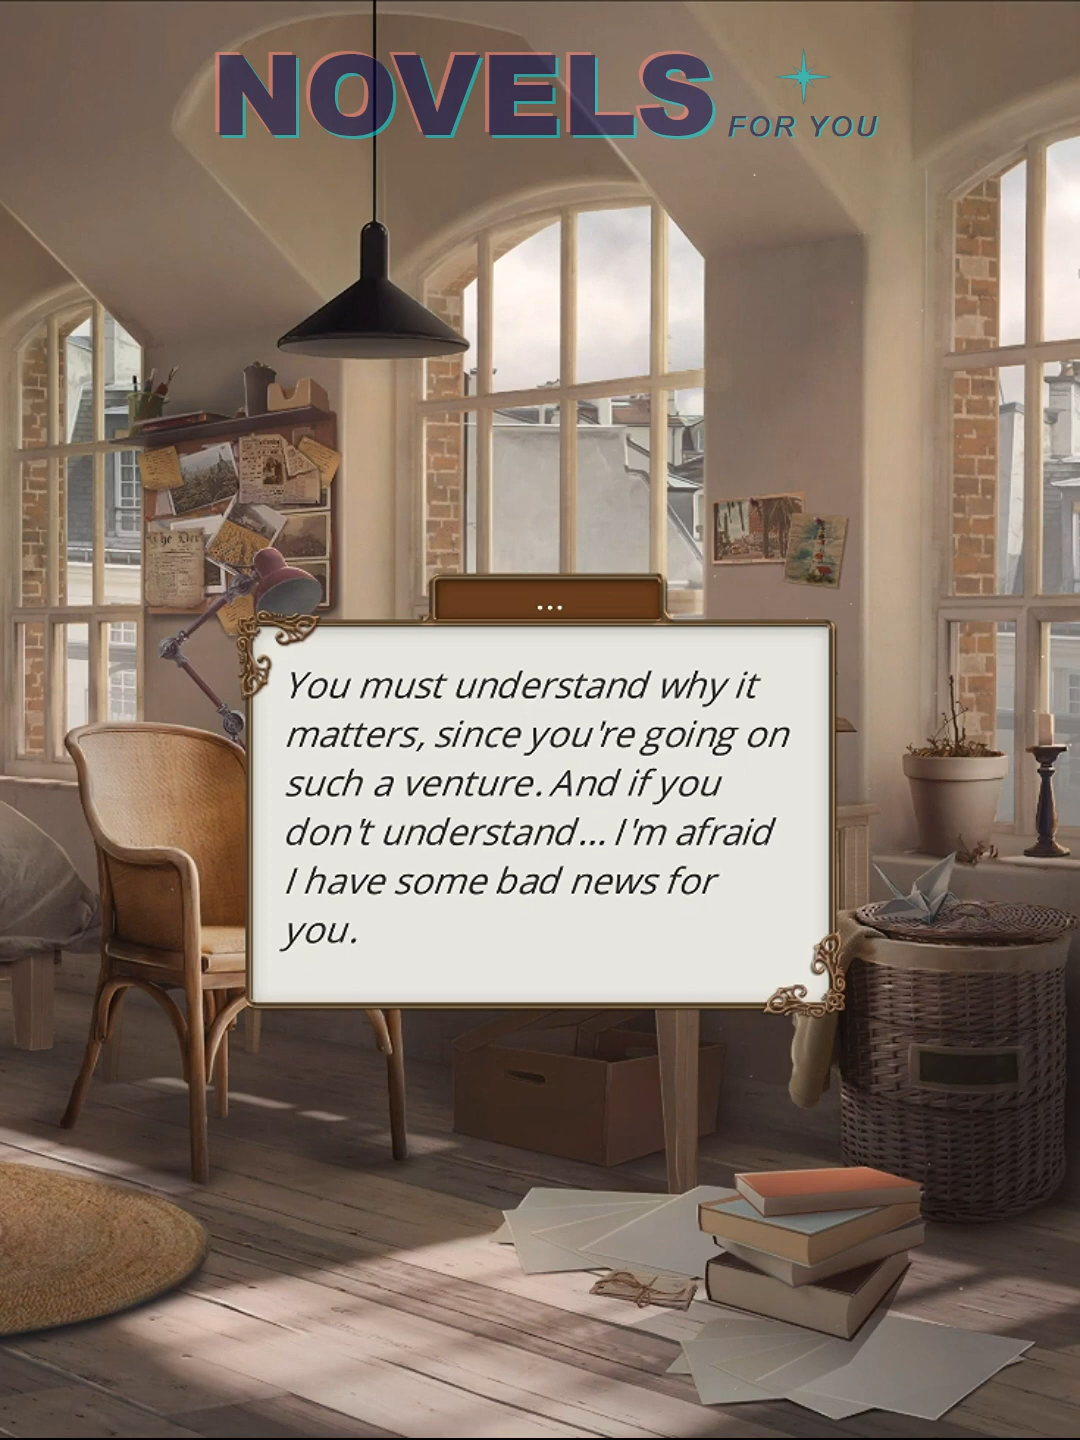 NOVELS
FOR YOU
...
You must understand why it
matters, since you're going on
such a venture. And if you
don't understand... I'm afraid
I have some bad news for
you.